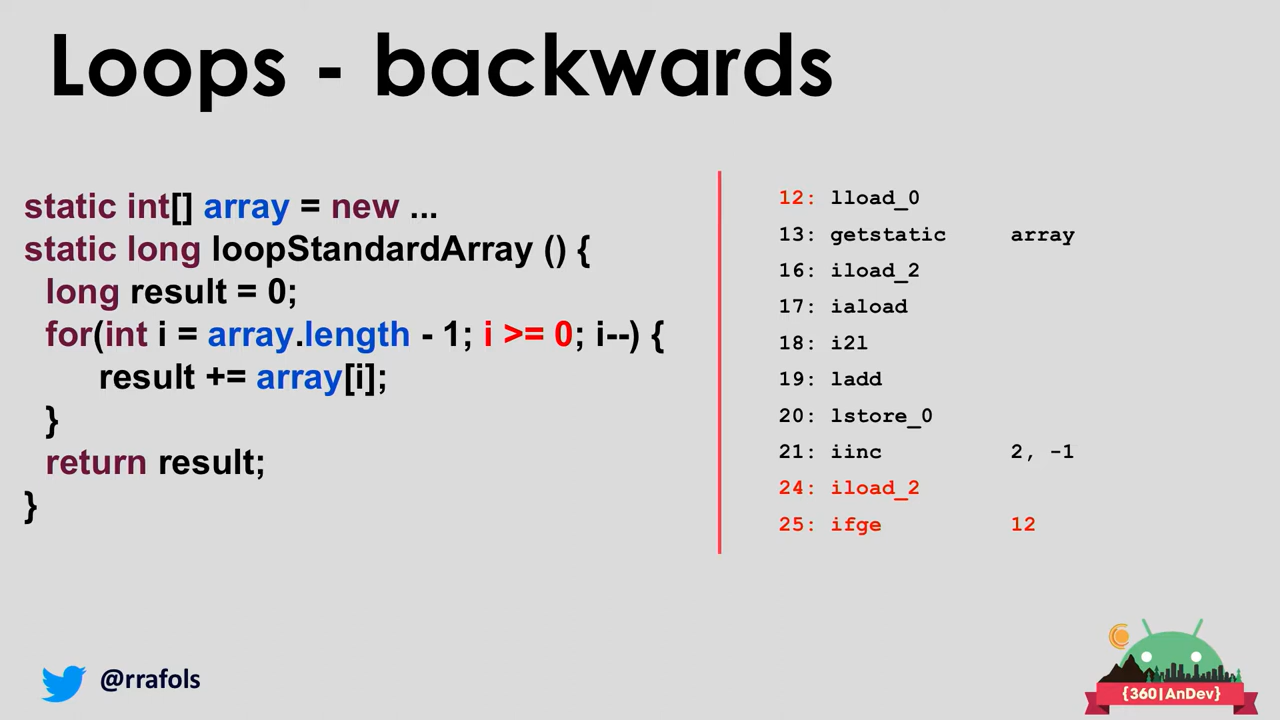 Loops - backwards
static int[] array = new ...
static long loopStandardArray () {
long result = 0;
for(int i = array.length - 1; i >= 0; i--) {
result += array[i];
}
return result;
}
12: lload_0
13: getstatic array
16: iload_2
17: iaload
18: i2l
19: ladd
20: lstore_0
21: iinc 2, -1
24: iload_2
25: ifge 12
@rrafols
{360|AnDev}